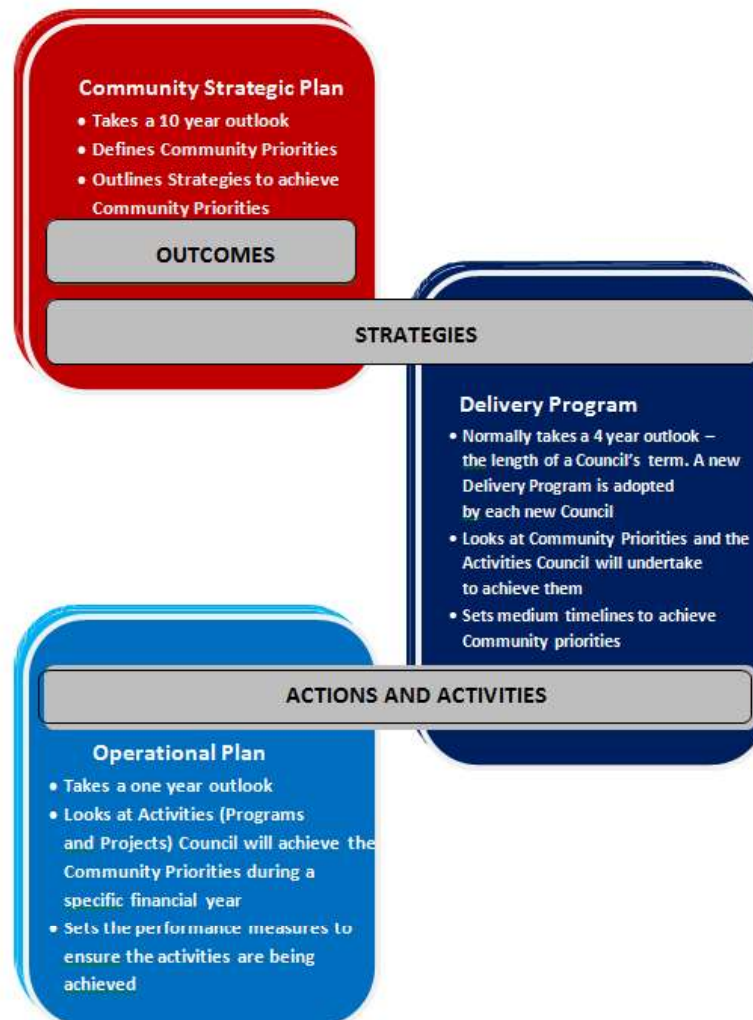 Community Strategic Plan
• Takes a 10 year outlook
• Defines Community Priorities
• Outlines Strategies to achieve
Community Priorities
OUTCOMES
STRATEGIES
Delivery Program
• Normally takes a 4 year outlook –
the length of a Council's term. A new
Delivery Program is adopted
by each new Council
• Looks at Community Priorities and the
Activities Council will undertake
to achieve them
• Sets medium timelines to achieve
Community priorities
ACTIONS AND ACTIVITIES
Operational Plan
• Takes a one year outlook
• Looks at Activities (Programs
and Projects) Council will achieve the
Community Priorities during a
specific financial year
• Sets the performance measures to
ensure the activities are being
achieved